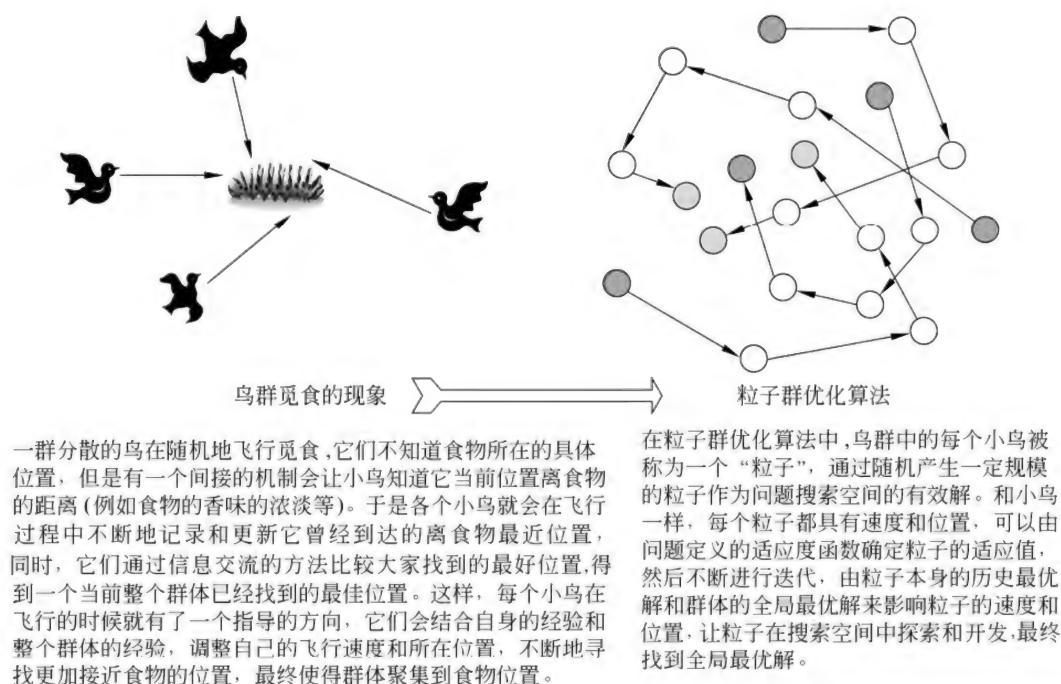 鸟群觅食的现象
粒子群优化算法
一群分散的鸟在随机地飞行觅食,它们不知道食物所在的具体
位置，但是有一个间接的机制会让小鸟知道它当前位置离食物
的距离(例如食物的香味的浓淡等)。于是各个小鸟就会在飞行
过程中不断地记录和更新它曾经到达的离食物最近位置，
同时，它们通过信息交流的方法比较大家找到的最好位置,得
到一个当前整个群体已经找到的最佳位置。这样，每个小鸟在
飞行的时候就有了一个指导的方向，它们会结合自身的经验和
整个群体的经验，调整自己的飞行速度和所在位置，不断地寻
找更加接近食物的位置，最终使得群体聚集到食物位置。
在粒子群优化算法中,鸟群中的每个小鸟被
称为一个“粒子”，通过随机产生一定规模
的粒子作为问题搜索空间的有效解。和小鸟
一样，每个粒子都具有速度和位置，可以由
问题定义的适应度函数确定粒子的适应值，
然后不断进行迭代，由粒子本身的历史最优
解和群体的全局最优解来影响粒子的速度和
位置，让粒子在搜索空间中探索和开发,最终
找到全局最优解。